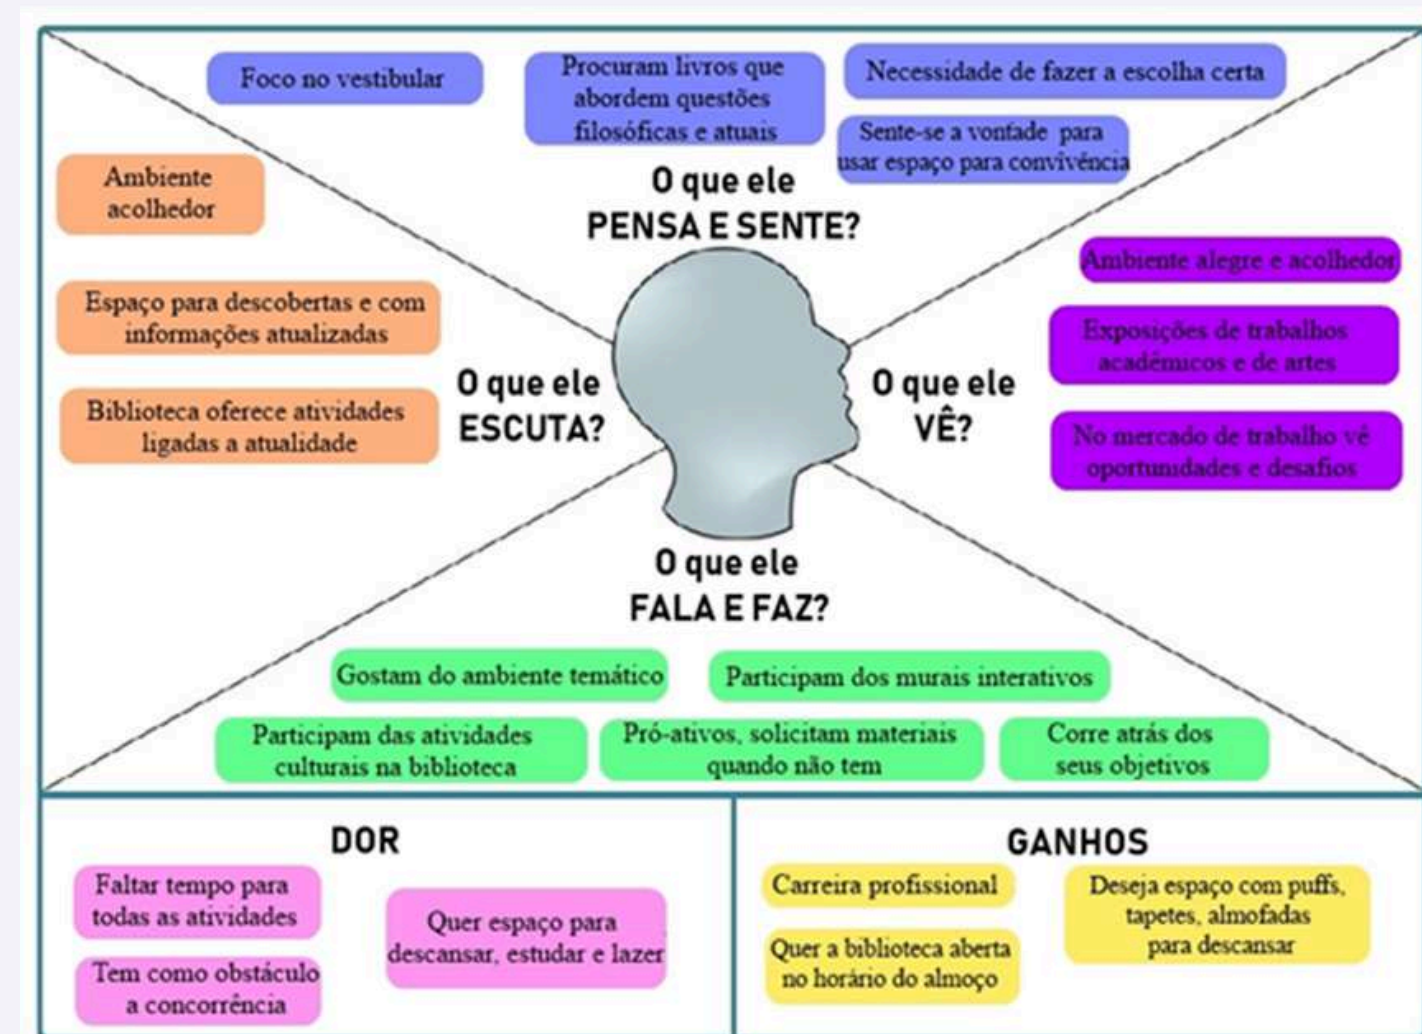 Foco no vestibular
Procuram livros que
abordem questões
filosóficas e atuais
Necessidade de fazer a escolha certa
Sente-se a vontade para
usar espaço para convivência
O que ele
PENSA E SENTE?
Ambiente
acolhedor
Espaço para descobertas e com
informações atualizadas
Biblioteca oferece atividades
ligadas a atualidade
O que ele
ESCUTA?
O que ele
VÊ?
Ambiente alegre e acolhedor
Exposições de trabalhos
acadêmicos e de artes
No mercado de trabalho vê
oportunidades e desafios
O que ele
FALA E FAZ?
Gostam do ambiente temático
Participam dos murais interativos
Participam das atividades
culturais na biblioteca
Pró-ativos, solicitam materiais
quando não tem
Corre atrás dos
seus objetivos
DOR
Faltar tempo para
todas as atividades
Tem como obstáculo
a concorrência
Quer espaço para
descansar, estudar e lazer
GANHOS
Carreira profissional
Quer a biblioteca aberta
no horário do almoço
Deseja espaço com puffs,
tapetes, almofadas
para descansar